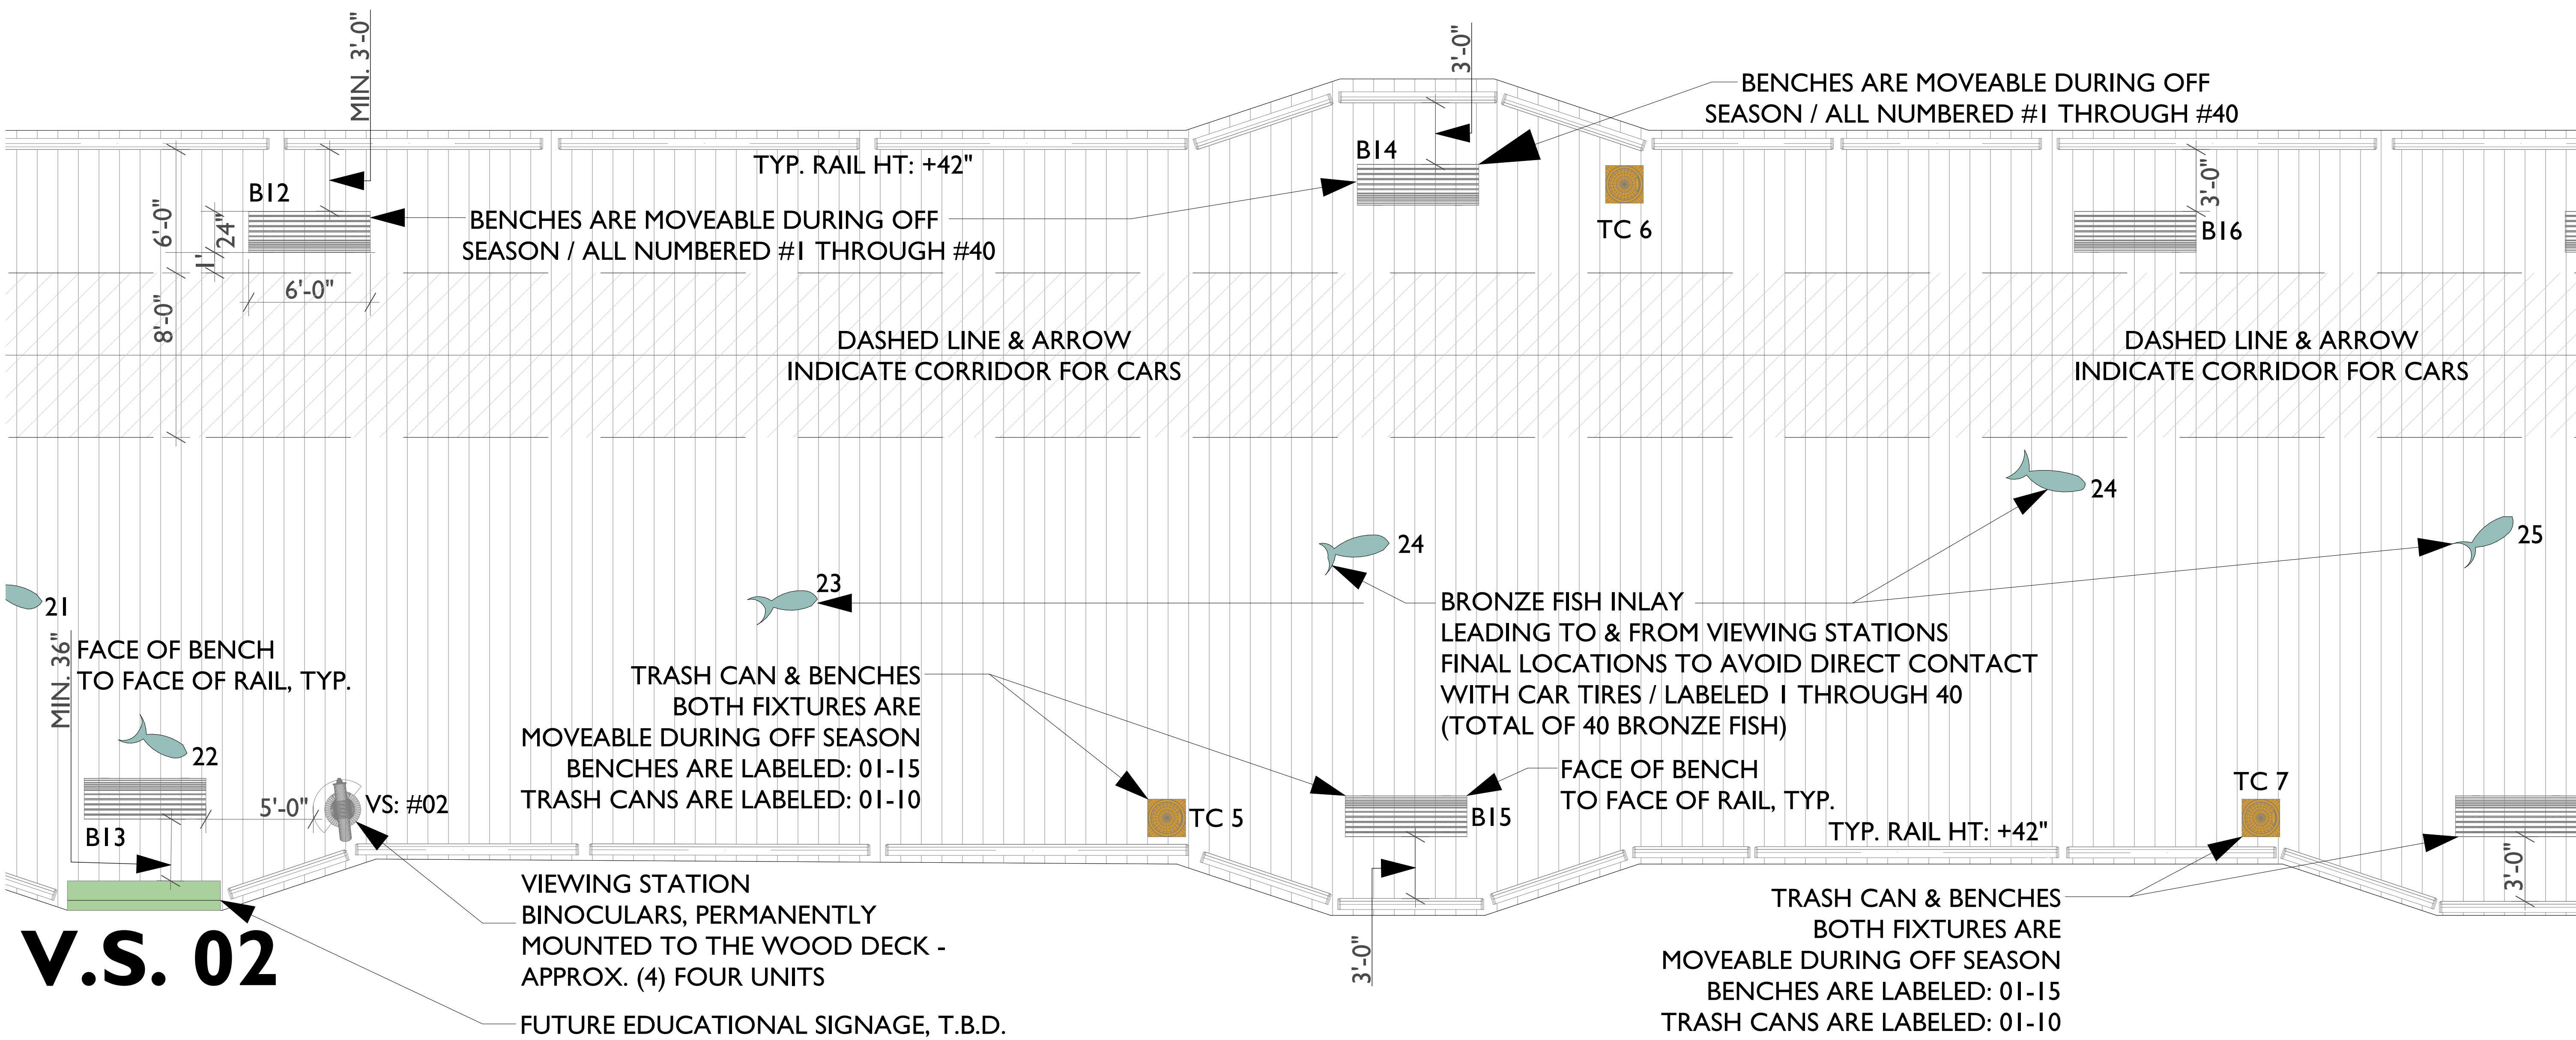 MIN. 3'-0"
3'-0"
BENCHES ARE MOVEABLE DURING OFF
SEASON / ALL NUMBERED #1 THROUGH #40
TYP. RAIL HT: +42"
B14
B12
BENCHES ARE MOVEABLE DURING OFF
SEASON / ALL NUMBERED #1 THROUGH #40
TC 6
3'-0"
B16
6'-0"
24"
1'
6'-0"
8'-0"
DASHED LINE & ARROW
INDICATE CORRIDOR FOR CARS
DASHED LINE & ARROW
INDICATE CORRIDOR FOR CARS
24
25
24
23
21
BRONZE FISH INLAY
LEADING TO & FROM VIEWING STATIONS
FINAL LOCATIONS TO AVOID DIRECT CONTACT
WITH CAR TIRES / LABELED 1 THROUGH 40
(TOTAL OF 40 BRONZE FISH)
MIN. 36"
FACE OF BENCH
TO FACE OF RAIL, TYP.
22
TRASH CAN & BENCHES
BOTH FIXTURES ARE
MOVEABLE DURING OFF SEASON
BENCHES ARE LABELED: 01-15
TRASH CANS ARE LABELED: 01-10
FACE OF BENCH
TO FACE OF RAIL, TYP.
TC 7
5'-0"
VS: #02
B13
TC 5
B15
TYP. RAIL HT: +42"
3'-0"
V.S. 02
VIEWING STATION
BINOCULARS, PERMANENTLY
MOUNTED TO THE WOOD DECK -
APPROX. (4) FOUR UNITS
FUTURE EDUCATIONAL SIGNAGE, T.B.D.
3'-0"
TRASH CAN & BENCHES
BOTH FIXTURES ARE
MOVEABLE DURING OFF SEASON
BENCHES ARE LABELED: 01-15
TRASH CANS ARE LABELED: 01-10